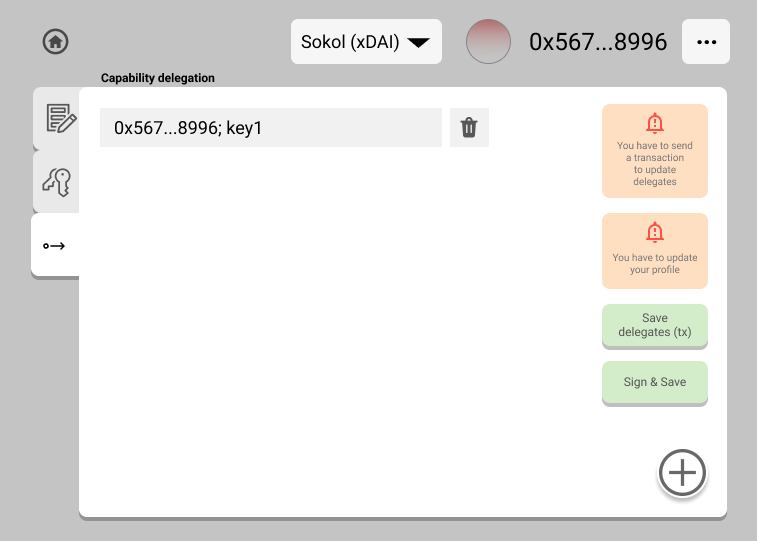 Sokol (xDAI)
0x567...8996
Capability delegation
0x567...8996; key1
You have to send
a transaction
to update
delegates
You have to update
your profile
Save
delegates (tx)
Sign & Save